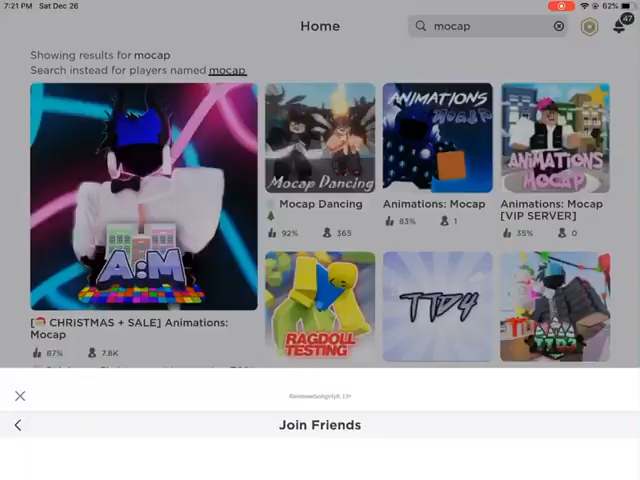 7:21 PM Sat Dec 26
62%
Home
mocap
47
Showing results for mocap
Search instead for players named mocap
A:M
Mocap Dancing
ANIMATIONS
MOCAP
ANIMATIONS
MOCAP
Mocap Dancing
92% 365
Animations: Mocap
83% 1
Animations: Mocap
[VIP SERVER]
35% 0
RAGDOLL
TESTING
TTD4
TTD3
[🎅 CHRISTMAS + SALE] Animations:
Mocap
87% 7.8K
Join Friends